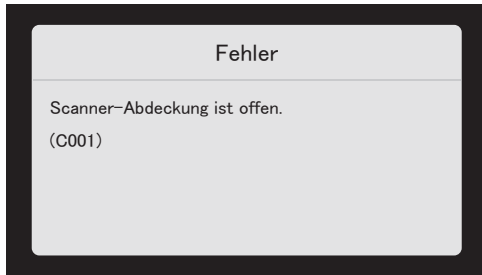 Fehler
Scanner-Abdeckung ist offen.
(C001)